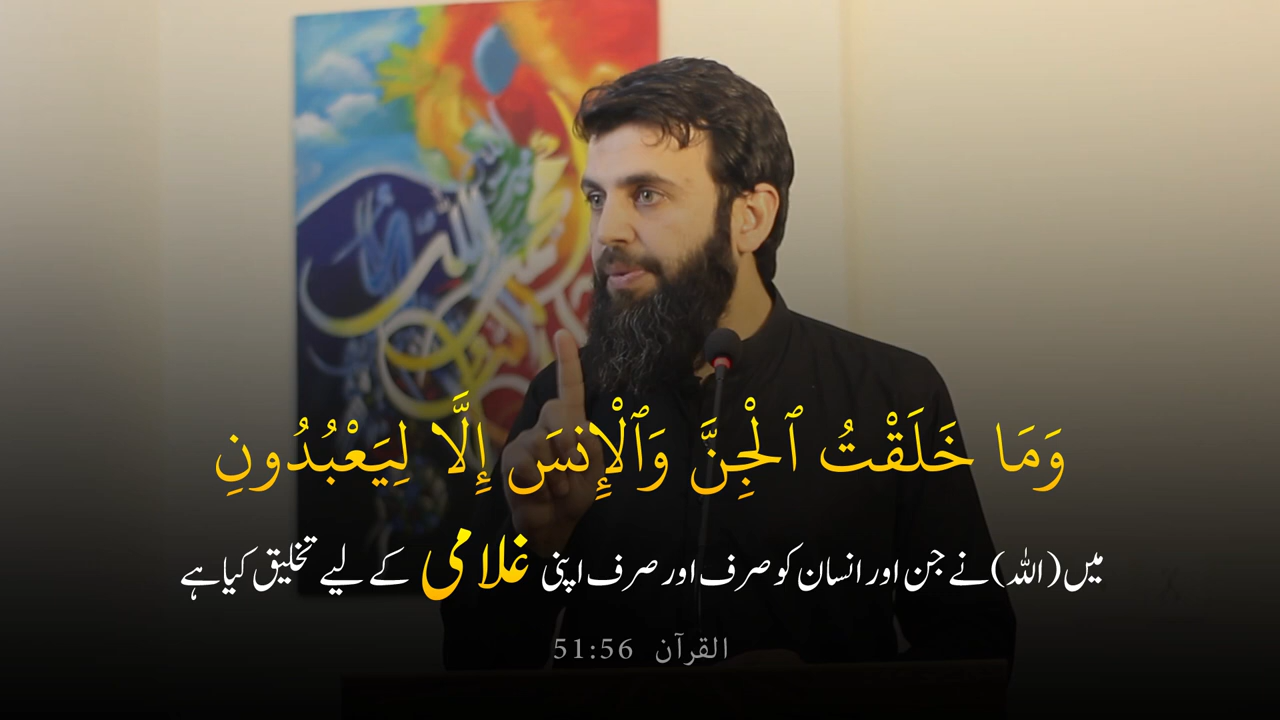 وَمَا خَلَقْتُ ٱلْجِنَّ وَٱلْإِنسَ إِلَّا لِيَعْبُدُونِ
میں (اللہ) نے جن اور انسان کو صرف اور صرف اپنی غلامی کے لیے تخلیق کیا ہے
القرآن 51:56